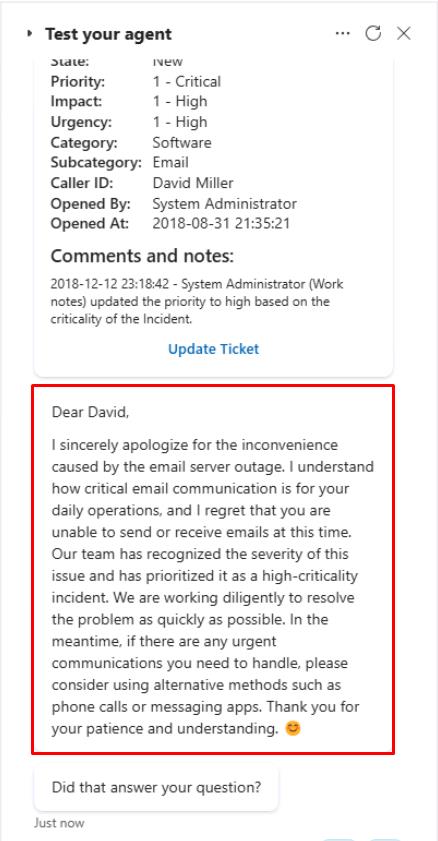 Test your agent
State: New
Priority: 1 - Critical
Impact: 1 - High
Urgency: 1 - High
Category: Software
Subcategory: Email
Caller ID: David Miller
Opened By: System Administrator
Opened At: 2018-08-31 21:35:21
Comments and notes:
2018-12-12 23:18:42 - System Administrator (Work
notes) updated the priority to high based on the
criticality of the Incident.
Update Ticket
Dear David,
I sincerely apologize for the inconvenience
caused by the email server outage. I understand
how critical email communication is for your
daily operations, and I regret that you are
unable to send or receive emails at this time.
Our team has recognized the severity of this
issue and has prioritized it as a high-criticality
incident. We are working diligently to resolve
the problem as quickly as possible. In the
meantime, if there are any urgent
communications you need to handle, please
consider using alternative methods such as
phone calls or messaging apps. Thank you for
your patience and understanding. 😊
Did that answer your question?
Just now